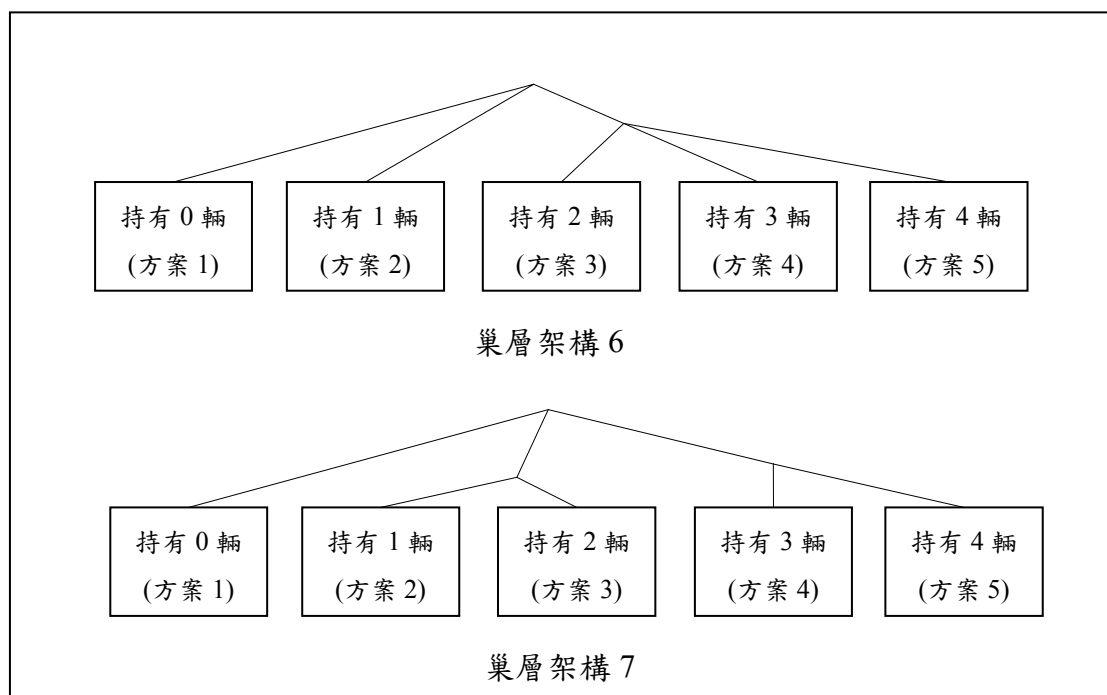 持有 0 輛
(方案 1)
持有 1 輛
(方案 2)
持有 2 輛
(方案 3)
持有 3 輛
(方案 4)
持有 4 輛
(方案 5)
巢層架構 6
持有 0 輛
(方案 1)
持有 1 輛
(方案 2)
持有 2 輛
(方案 3)
持有 3 輛
(方案 4)
持有 4 輛
(方案 5)
巢層架構 7